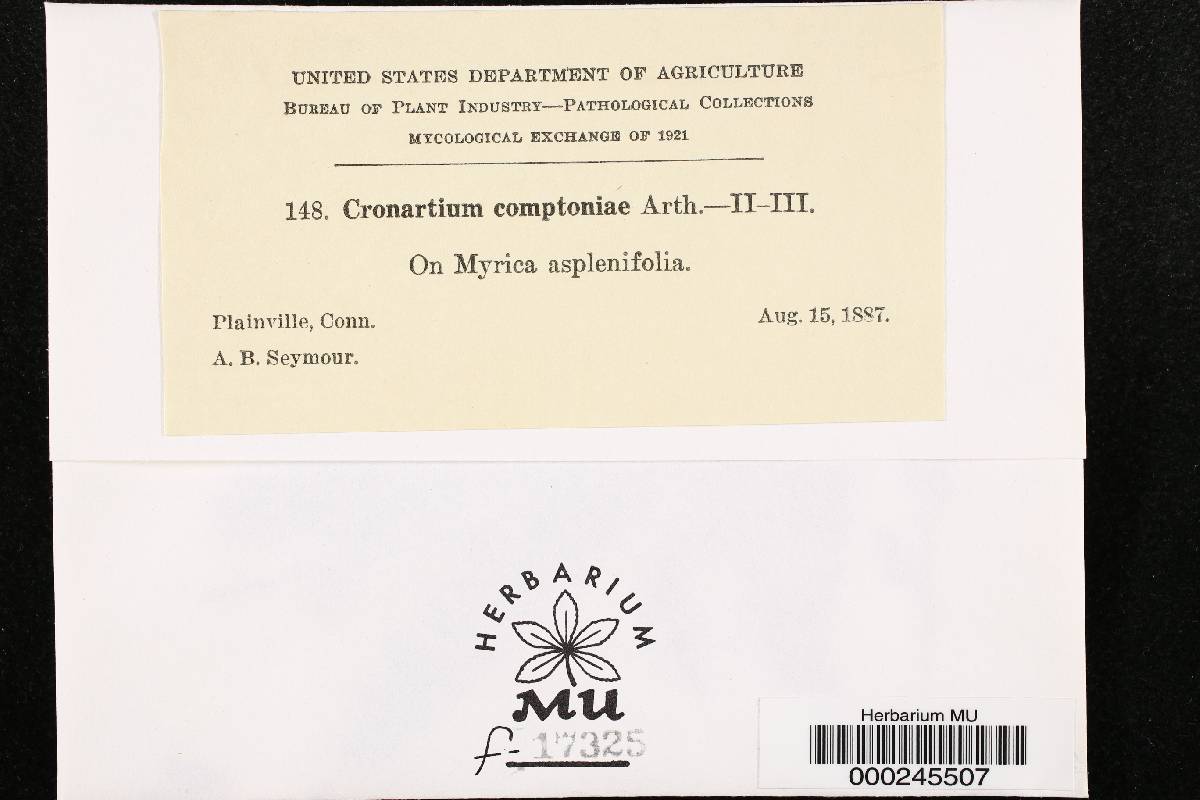 UNITED STATES DEPARTMENT OF AGRICULTURE
BUREAU OF PLANT INDUSTRY—PATHOLOGICAL COLLECTIONS
MYCOLOGICAL EXCHANGE OF 1921
148. Cronartium comptoniae Arth.—II–III.
On Myrica asplenifolia.
Plainville, Conn.
Aug. 15, 1887.
A. B. Seymour.
HERBARIUM
MU
f- 17325
Herbarium MU
000245507